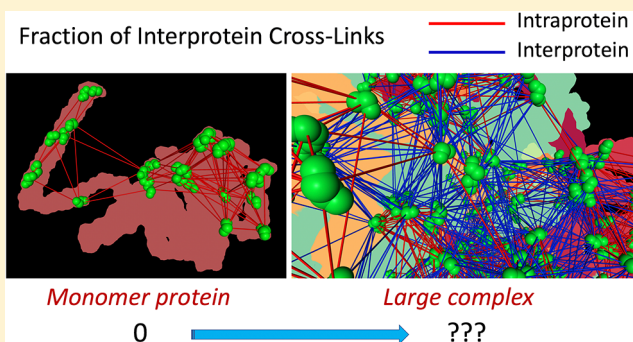 Fraction of Interprotein Cross-Links
Intraprotein
Interprotein
Monomer protein
Large complex
0
???